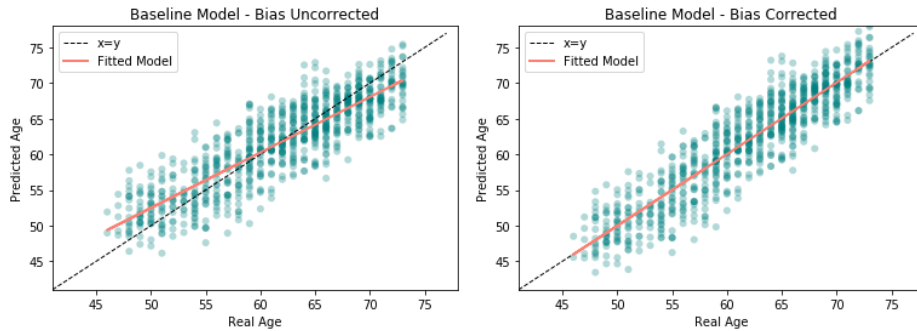 Baseline Model - Bias Uncorrected
x=y
Fitted Model
Predicted Age
75
70
65
60
55
50
45
45 50 55 60 65 70 75
Real Age
Baseline Model - Bias Corrected
x=y
Fitted Model
Predicted Age
75
70
65
60
55
50
45
45 50 55 60 65 70 75
Real Age